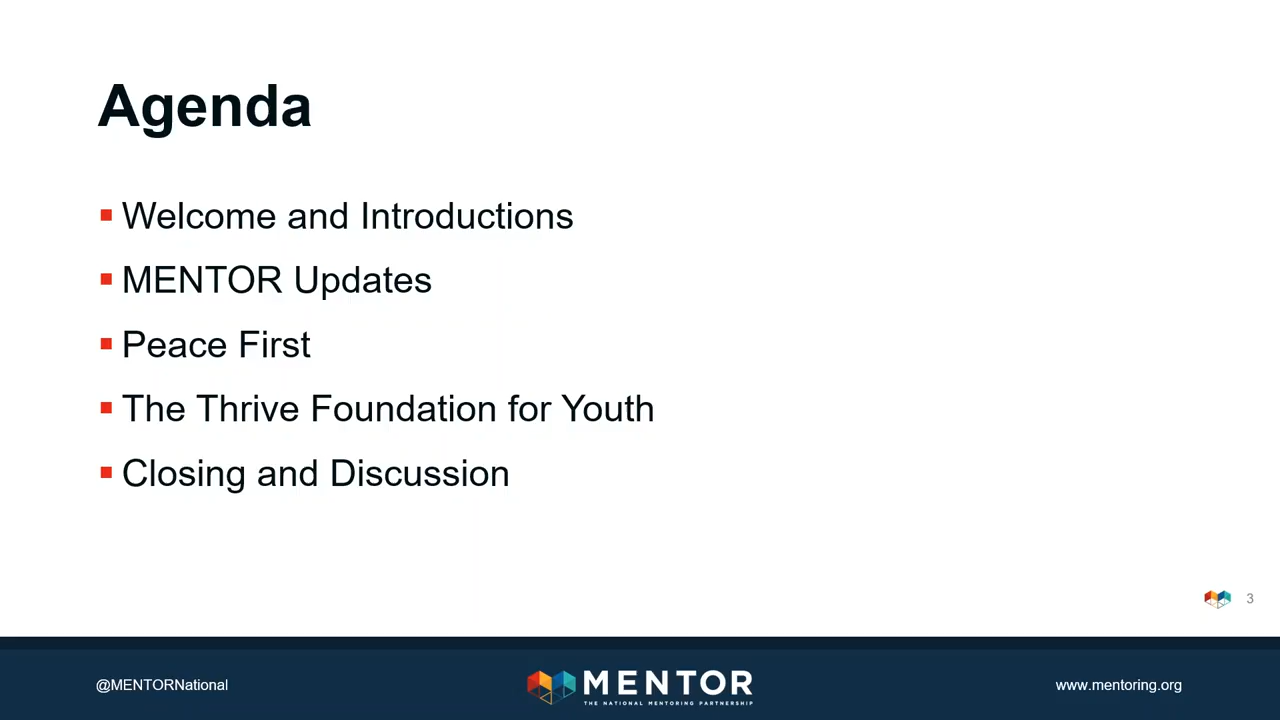 Agenda
Welcome and Introductions
MENTOR Updates
Peace First
The Thrive Foundation for Youth
Closing and Discussion
3
@MENTORNational
MENTOR
THE NATIONAL MENTORING PARTNERSHIP
www.mentoring.org